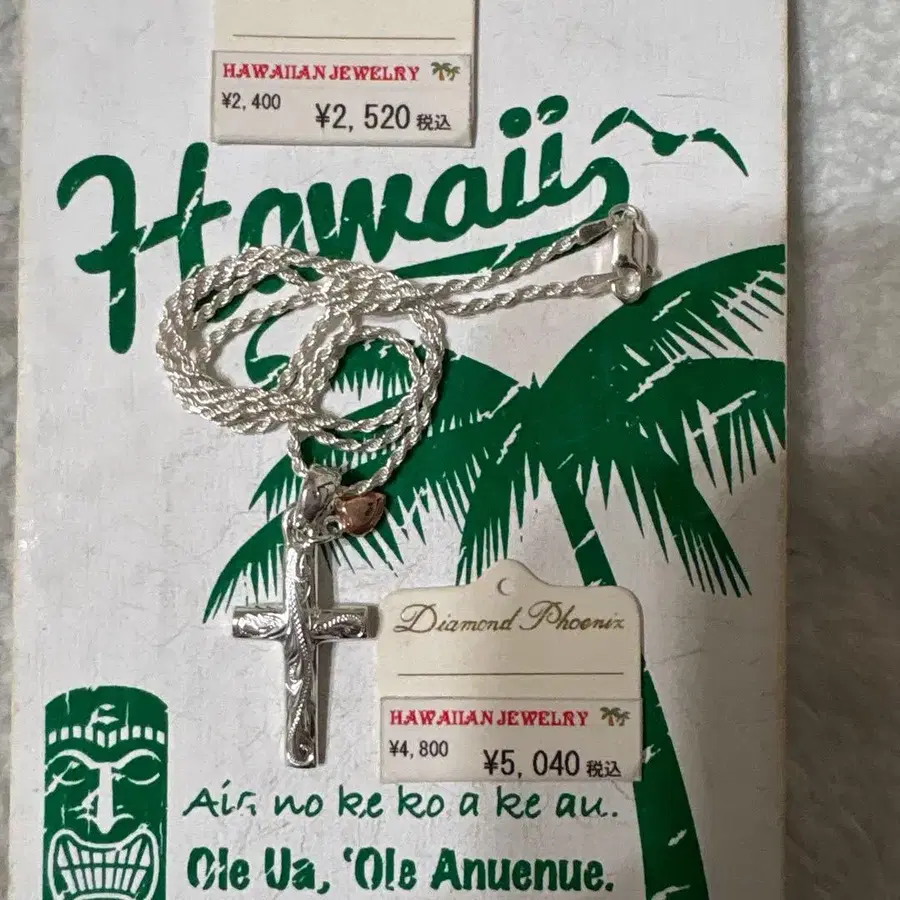 HAWAIIAN JEWELRY
¥2,400
¥2,520 税込
Hawaii
Diamond Phoenix
HAWAIIAN JEWELRY
¥4,800
¥5,040 税込
no ke ko a ke au.
Ole Ua, 'Ole Anuenue.